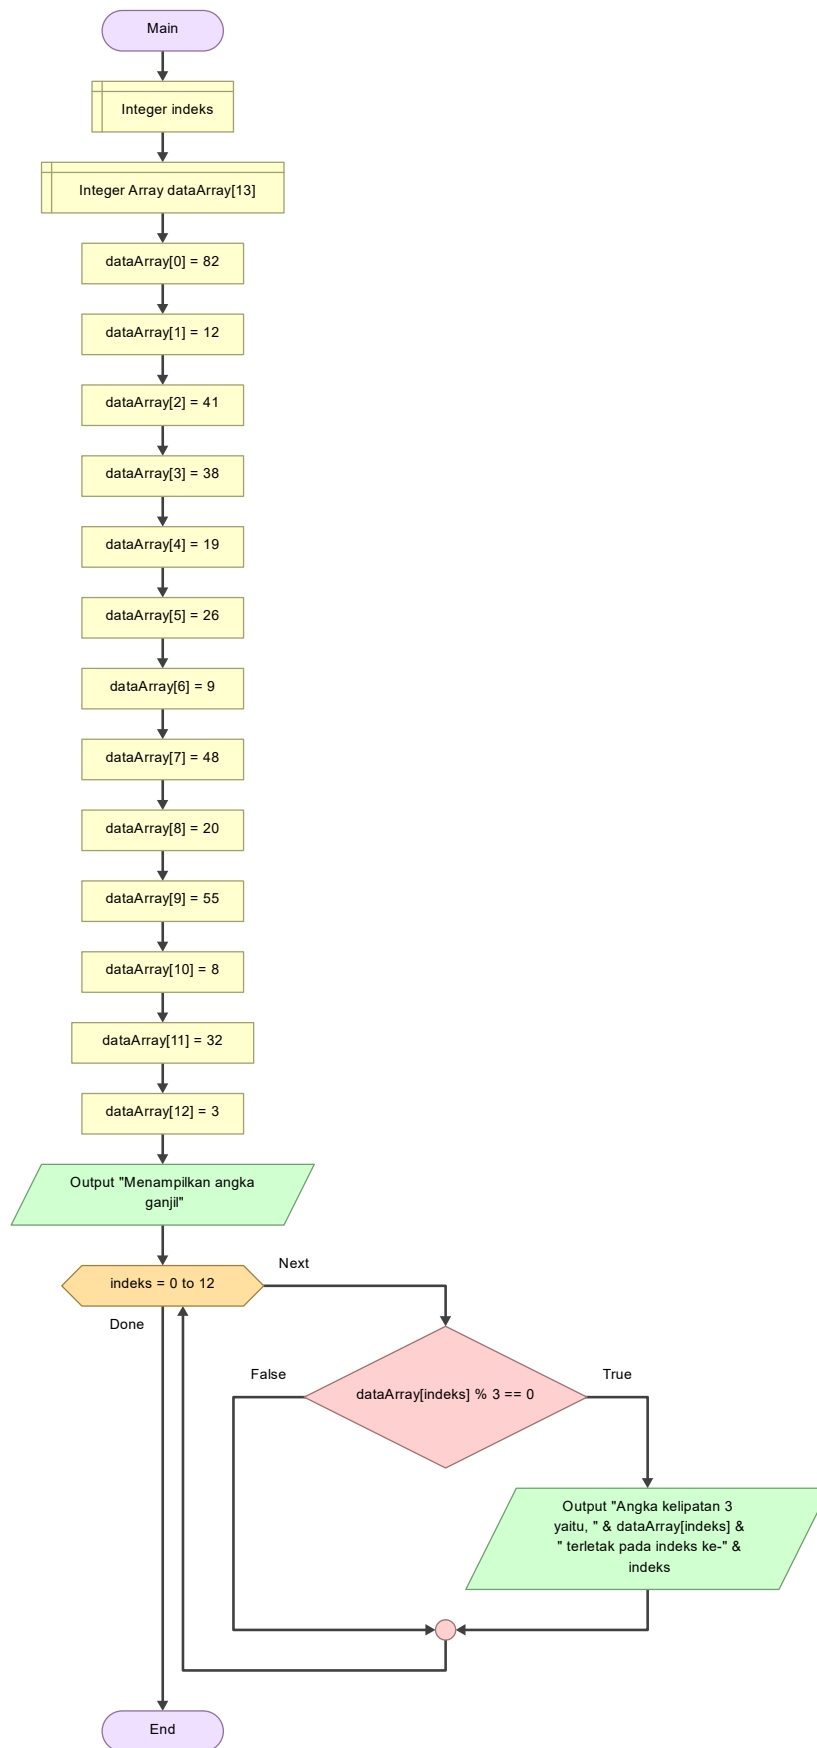 Main
Integer indeks
Integer Array dataArray[13]
dataArray[0] = 82
dataArray[1] = 12
dataArray[2] = 41
dataArray[3] = 38
dataArray[4] = 19
dataArray[5] = 26
dataArray[6] = 9
dataArray[7] = 48
dataArray[8] = 20
dataArray[9] = 55
dataArray[10] = 8
dataArray[11] = 32
dataArray[12] = 3
Output "Menampilkan angka
ganjil"
Next
indeks = 0 to 12
Done
False
True
dataArray[indeks] % 3 == 0
Output "Angka kelipatan 3
yaitu, " & dataArray[indeks] &
" terletak pada indeks ke-" &
indeks
End